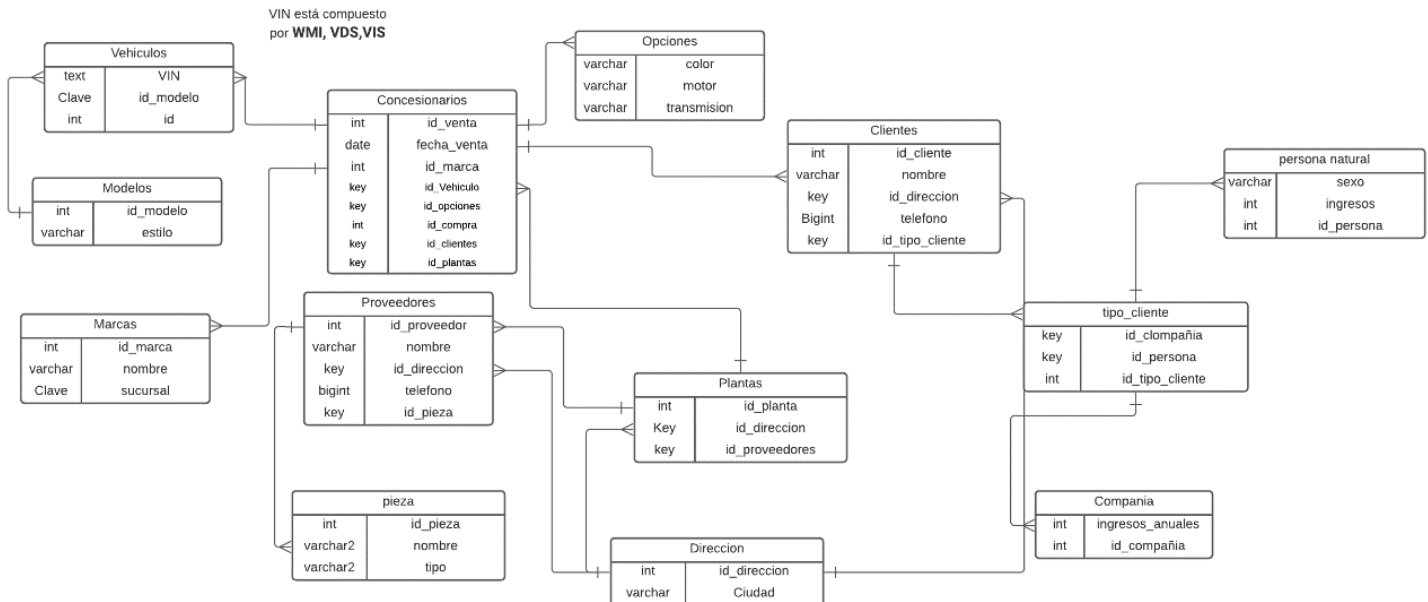 VIN está compuesto
por WMI, VDS,VIS
Vehiculos
text VIN
Clave id_modelo
int id
Opciones
varchar color
varchar motor
varchar transmision
Concesionarios
int id_venta
date fecha_venta
int id_marca
key id_Vehiculo
key id_opciones
int id_compra
key id_clientes
key id_plantas
Clientes
int id_cliente
varchar nombre
key id_direccion
Bigint telefono
key id_tipo_cliente
persona natural
varchar sexo
int ingresos
int id_persona
Modelos
int id_modelo
varchar estilo
Marcas
int id_marca
varchar nombre
Clave sucursal
Proveedores
int id_proveedor
varchar nombre
key id_direccion
bigint telefono
key id_pieza
tipo_cliente
key id_clompañia
key id_persona
int id_tipo_cliente
Plantas
int id_planta
Key id_direccion
key id_proveedores
pieza
int id_pieza
varchar2 nombre
varchar2 tipo
Compania
int ingresos_anuales
int id_compañia
Direccion
int id_direccion
varchar Ciudad